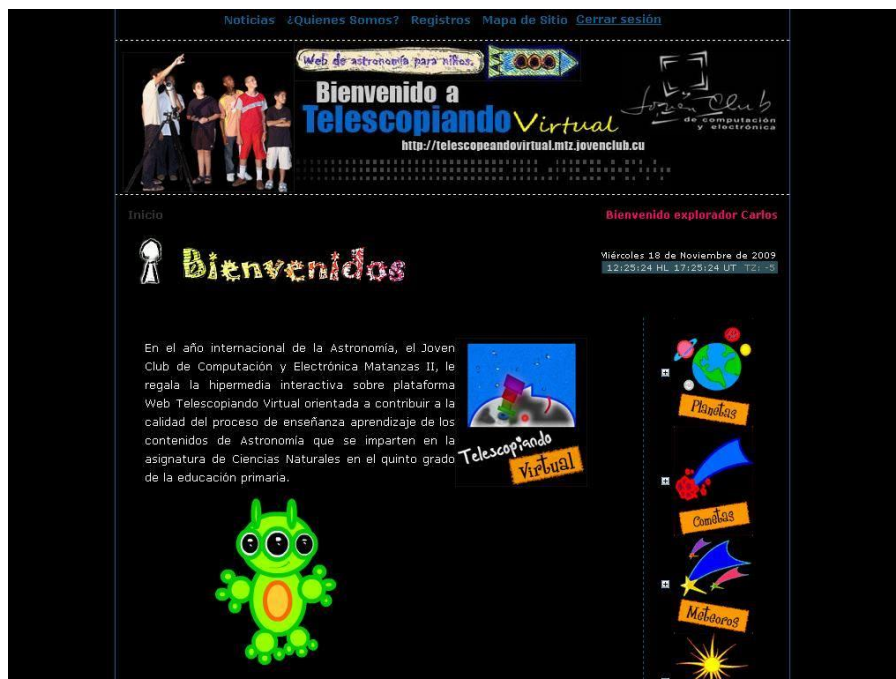 Noticias ¿Quienes Somos? Registros Mapa de Sitio Cerrar sesión
Web de astronomía para niños.
Bienvenido a
Telescopiando Virtual
http://telescopeandovirtual.mtz.jovenclub.cu
Joven Club
de computación
y electrónica
Inicio
Bienvenido explorador Carlos
Bienvenidos
Miércoles 18 de Noviembre de 2009
12:25:24 HL 17:25:24 UT TZ: -5
En el año internacional de la Astronomía, el Joven
Club de Computación y Electrónica Matanzas II, le
regala la hipermedia interactiva sobre plataforma
Web Telescopiando Virtual orientada a contribuir a la
calidad del proceso de enseñanza aprendizaje de los
contenidos de Astronomía que se imparten en la
asignatura de Ciencias Naturales en el quinto grado
de la educación primaria.
Telescopiando
Virtual
Planetas
Cometas
Meteoros